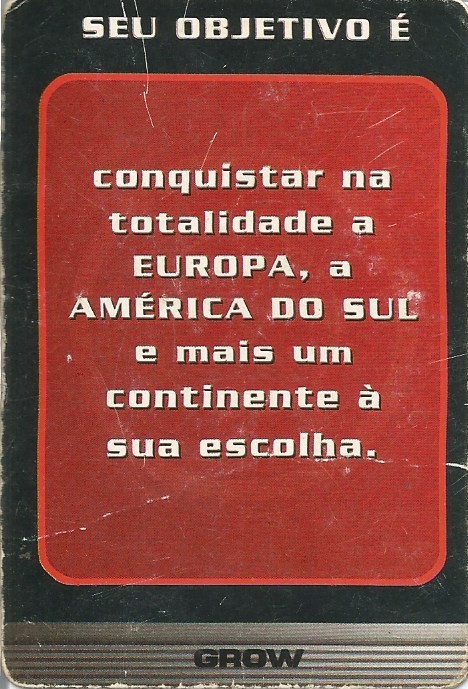 SEU OBJETIVO É
conquistar na
totalidade a
EUROPA, a
AMÉRICA DO SUL
e mais um
continente à
sua escolha.
GROW